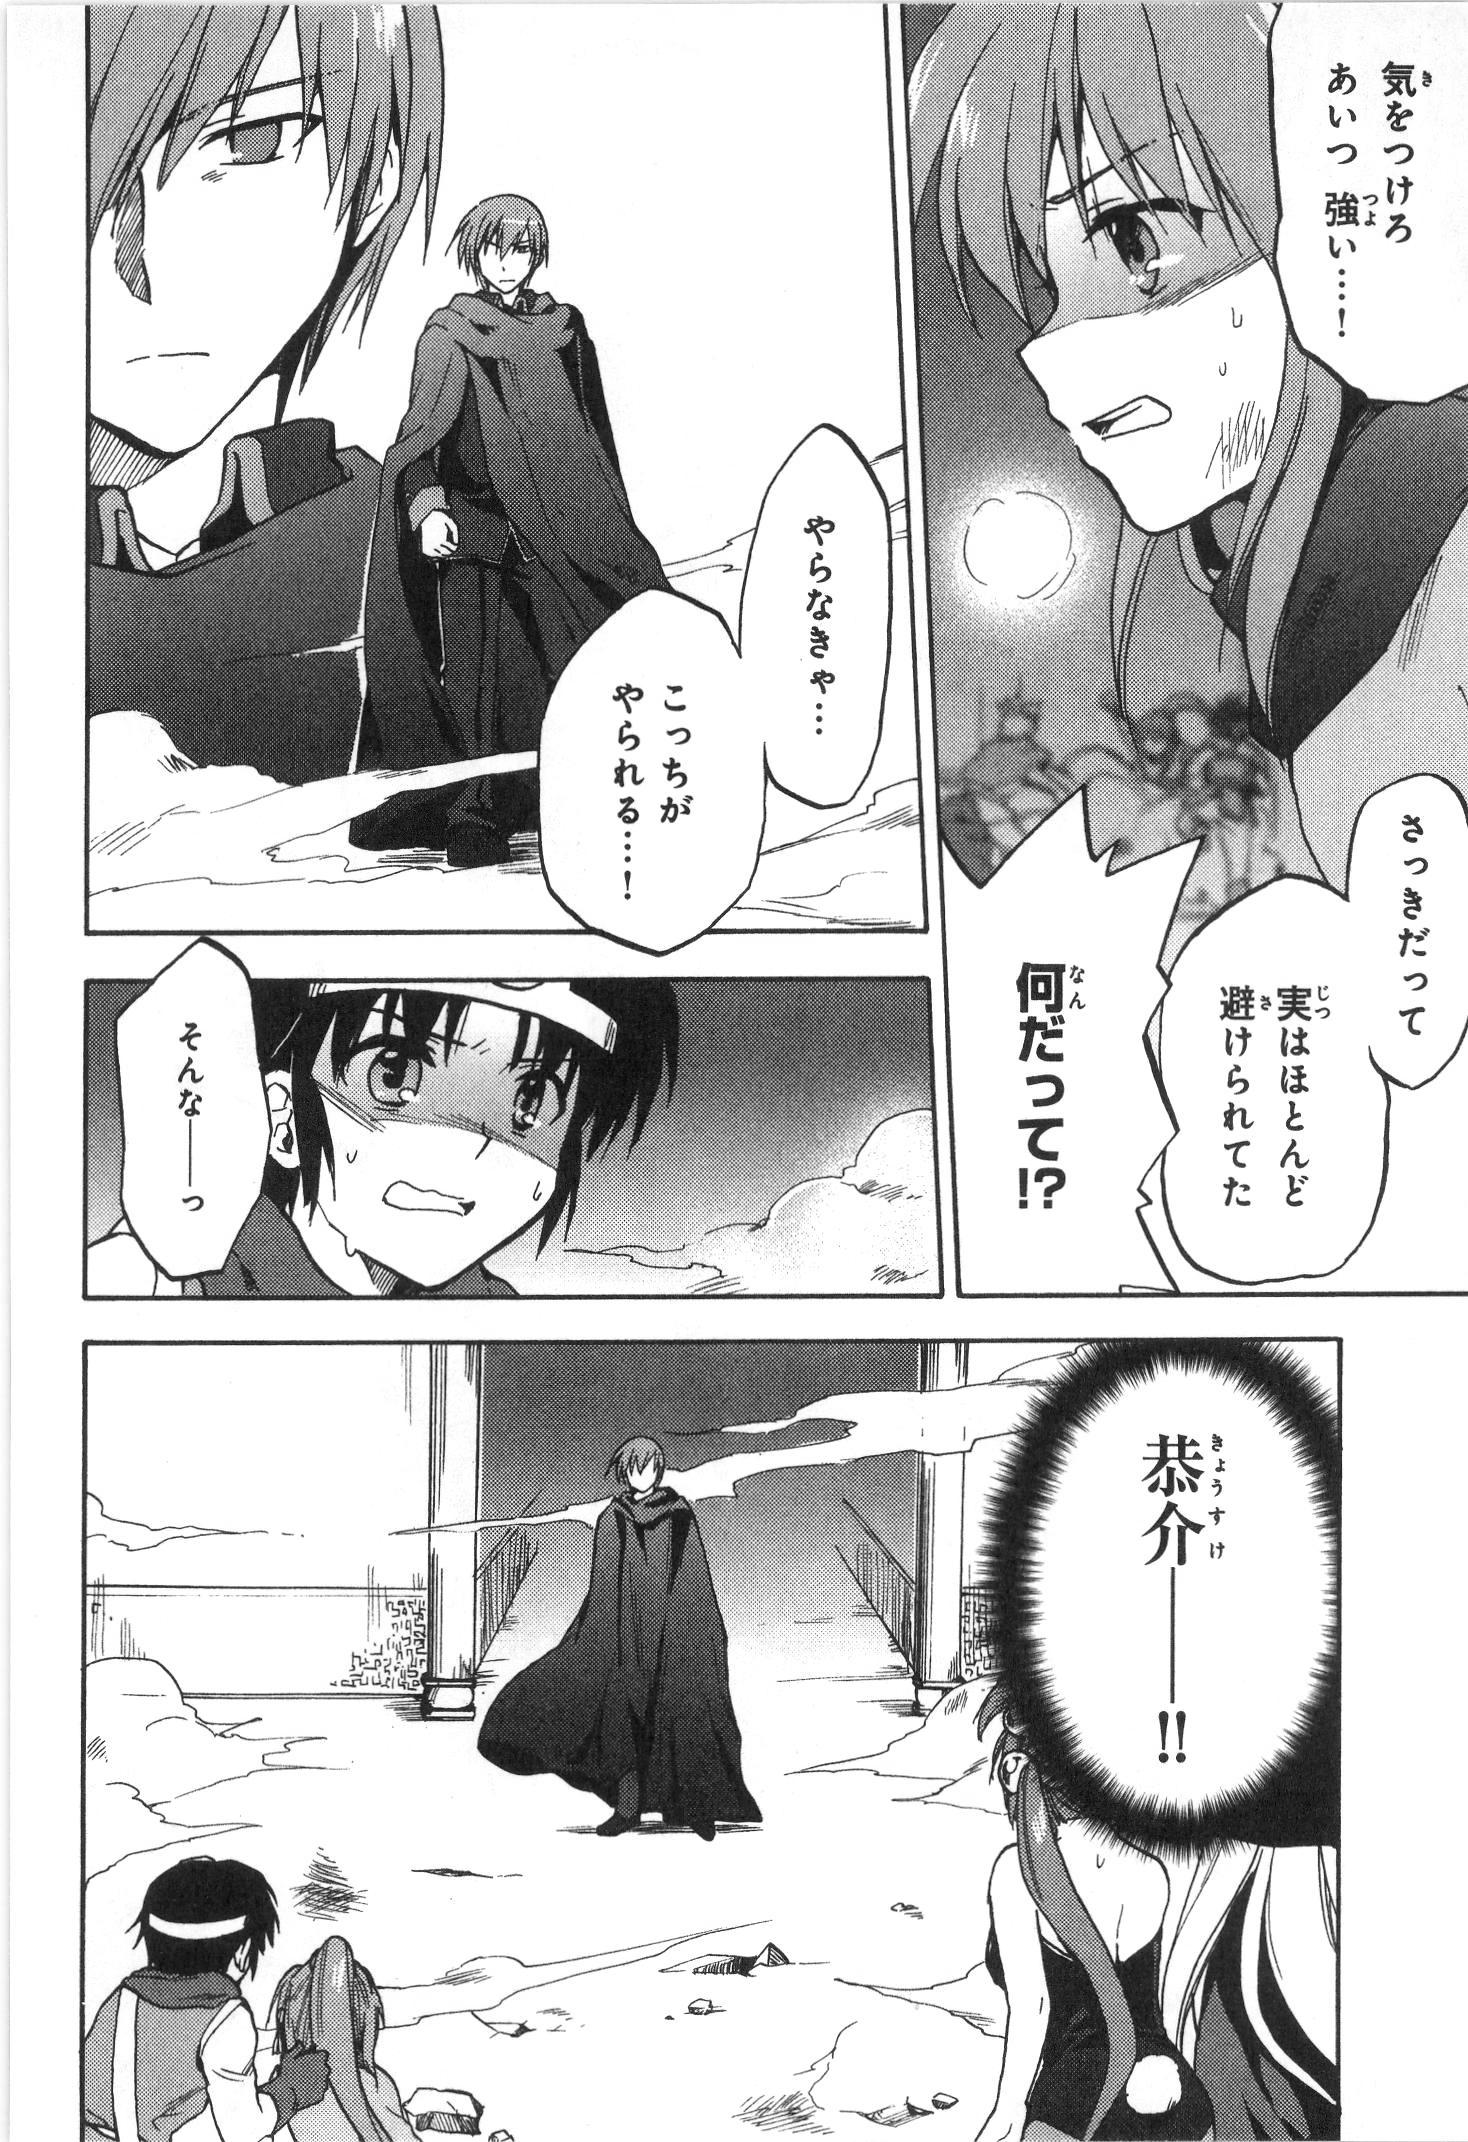 気をつけろ
あいつ 強い…!
さっきだって
実はほとんど
避けられてた
何だって!?
やらなきゃ…
こっちが
やられる…!
そんな──っ
恭介───!!